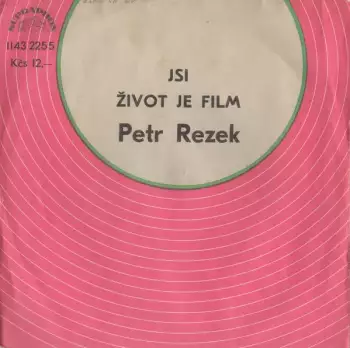 SUPRAPHON
1143 2255
Kčs 12,–
JSI
ŽIVOT JE FILM
Petr Rezek